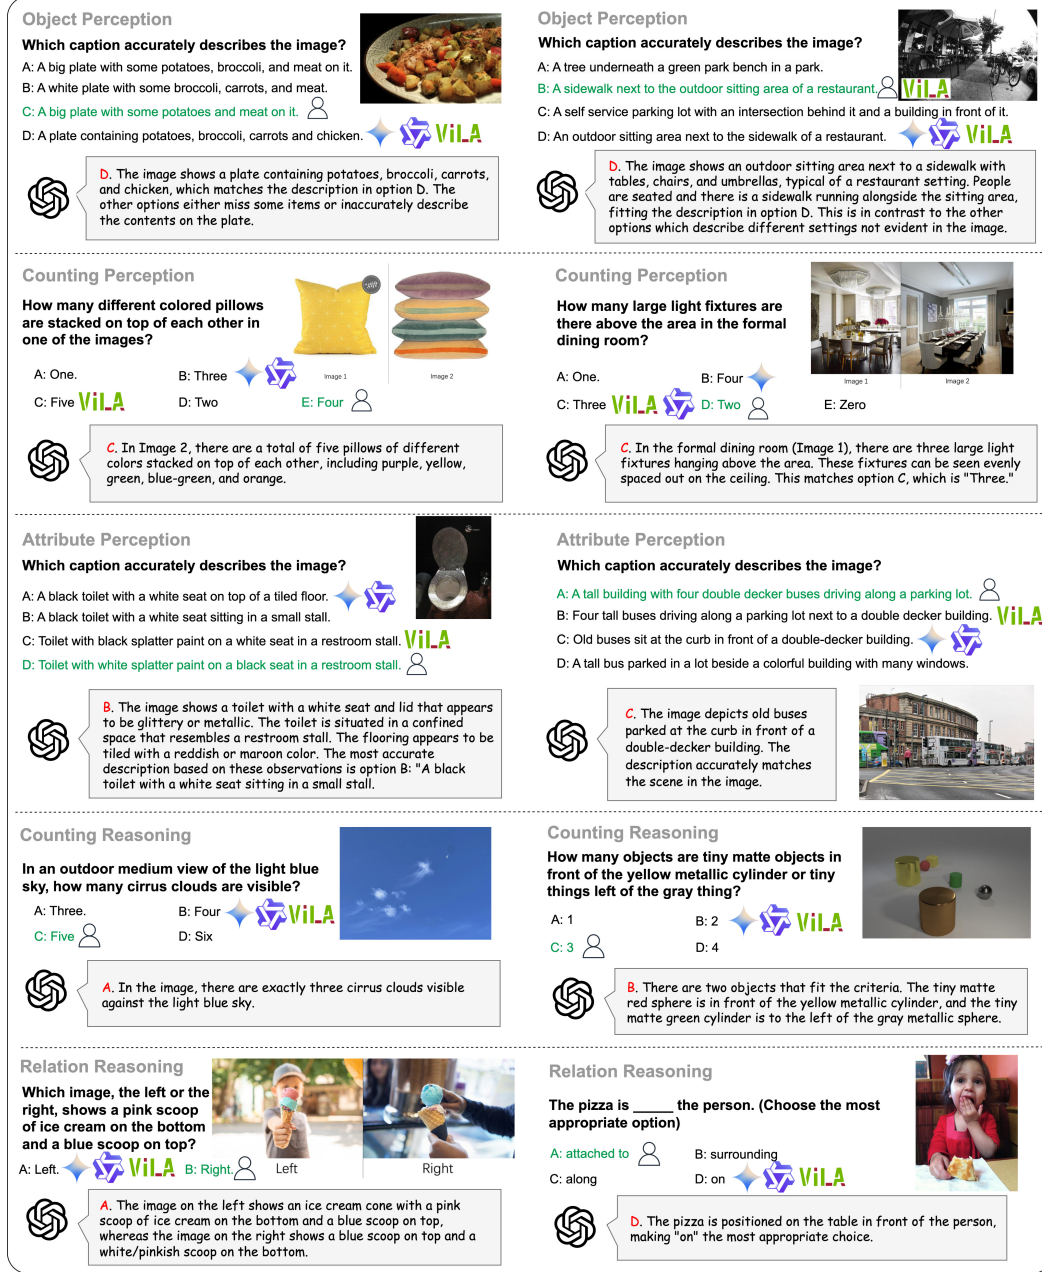 Object Perception
Which caption accurately describes the image?
A: A big plate with some potatoes, broccoli, and meat on it.
B: A white plate with some broccoli, carrots, and meat.
C: A big plate with some potatoes and meat on it.
D: A plate containing potatoes, broccoli, carrots and chicken.
ViLA
D. The image shows a plate containing potatoes, broccoli, carrots,
and chicken, which matches the description in option D. The
other options either miss some items or inaccurately describe
the contents on the plate.
Object Perception
Which caption accurately describes the image?
A: A tree underneath a green park bench in a park.
B: A sidewalk next to the outdoor sitting area of a restaurant.
ViLA
C: A self service parking lot with an intersection behind it and a building in front of it.
D: An outdoor sitting area next to the sidewalk of a restaurant.
ViLA
D. The image shows an outdoor sitting area next to a sidewalk with
tables, chairs, and umbrellas, typical of a restaurant setting. People
are seated and there is a sidewalk running alongside the sitting area,
fitting the description in option D. This is in contrast to the other
options which describe different settings not evident in the image.
Counting Perception
How many different colored pillows
are stacked on top of each other in
one of the images?
Image 1
Image 2
A: One.
B: Three
C: Five ViLA
D: Two
E: Four
C. In Image 2, there are a total of five pillows of different
colors stacked on top of each other, including purple, yellow,
green, blue-green, and orange.
Counting Perception
How many large light fixtures are
there above the area in the formal
dining room?
Image 1
Image 2
A: One.
B: Four
C: Three ViLA
D: Two
E: Zero
C. In the formal dining room (Image 1), there are three large light
fixtures hanging above the area. These fixtures can be seen evenly
spaced out on the ceiling. This matches option C, which is "Three."
Attribute Perception
Which caption accurately describes the image?
A: A black toilet with a white seat on top of a tiled floor.
B: A black toilet with a white seat sitting in a small stall.
C: Toilet with black splatter paint on a white seat in a restroom stall. ViLA
D: Toilet with white splatter paint on a black seat in a restroom stall.
B. The image shows a toilet with a white seat and lid that appears
to be glittery or metallic. The toilet is situated in a confined
space that resembles a restroom stall. The flooring appears to be
tiled with a reddish or maroon color. The most accurate
description based on these observations is option B: "A black
toilet with a white seat sitting in a small stall.
Attribute Perception
Which caption accurately describes the image?
A: A tall building with four double decker buses driving along a parking lot.
B: Four tall buses driving along a parking lot next to a double decker building. ViLA
C: Old buses sit at the curb in front of a double-decker building.
D: A tall bus parked in a lot beside a colorful building with many windows.
C. The image depicts old buses
parked at the curb in front of a
double-decker building. The
description accurately matches
the scene in the image.
Counting Reasoning
In an outdoor medium view of the light blue
sky, how many cirrus clouds are visible?
A: Three.
B: Four ViLA
C: Five
D: Six
A. In the image, there are exactly three cirrus clouds visible
against the light blue sky.
Counting Reasoning
How many objects are tiny matte objects in
front of the yellow metallic cylinder or tiny
things left of the gray thing?
A: 1
B: 2 ViLA
C: 3
D: 4
B. There are two objects that fit the criteria. The tiny matte
red sphere is in front of the yellow metallic cylinder, and the tiny
matte green cylinder is to the left of the gray metallic sphere.
Relation Reasoning
Which image, the left or the
right, shows a pink scoop
of ice cream on the bottom
and a blue scoop on top?
A: Left. ViLA B: Right.
Left
Right
A. The image on the left shows an ice cream cone with a pink
scoop of ice cream on the bottom and a blue scoop on top,
whereas the image on the right shows a blue scoop on top and a
white/pinkish scoop on the bottom.
Relation Reasoning
The pizza is _____ the person. (Choose the most
appropriate option)
A: attached to
B: surrounding
C: along
D: on ViLA
D. The pizza is positioned on the table in front of the person,
making "on" the most appropriate choice.